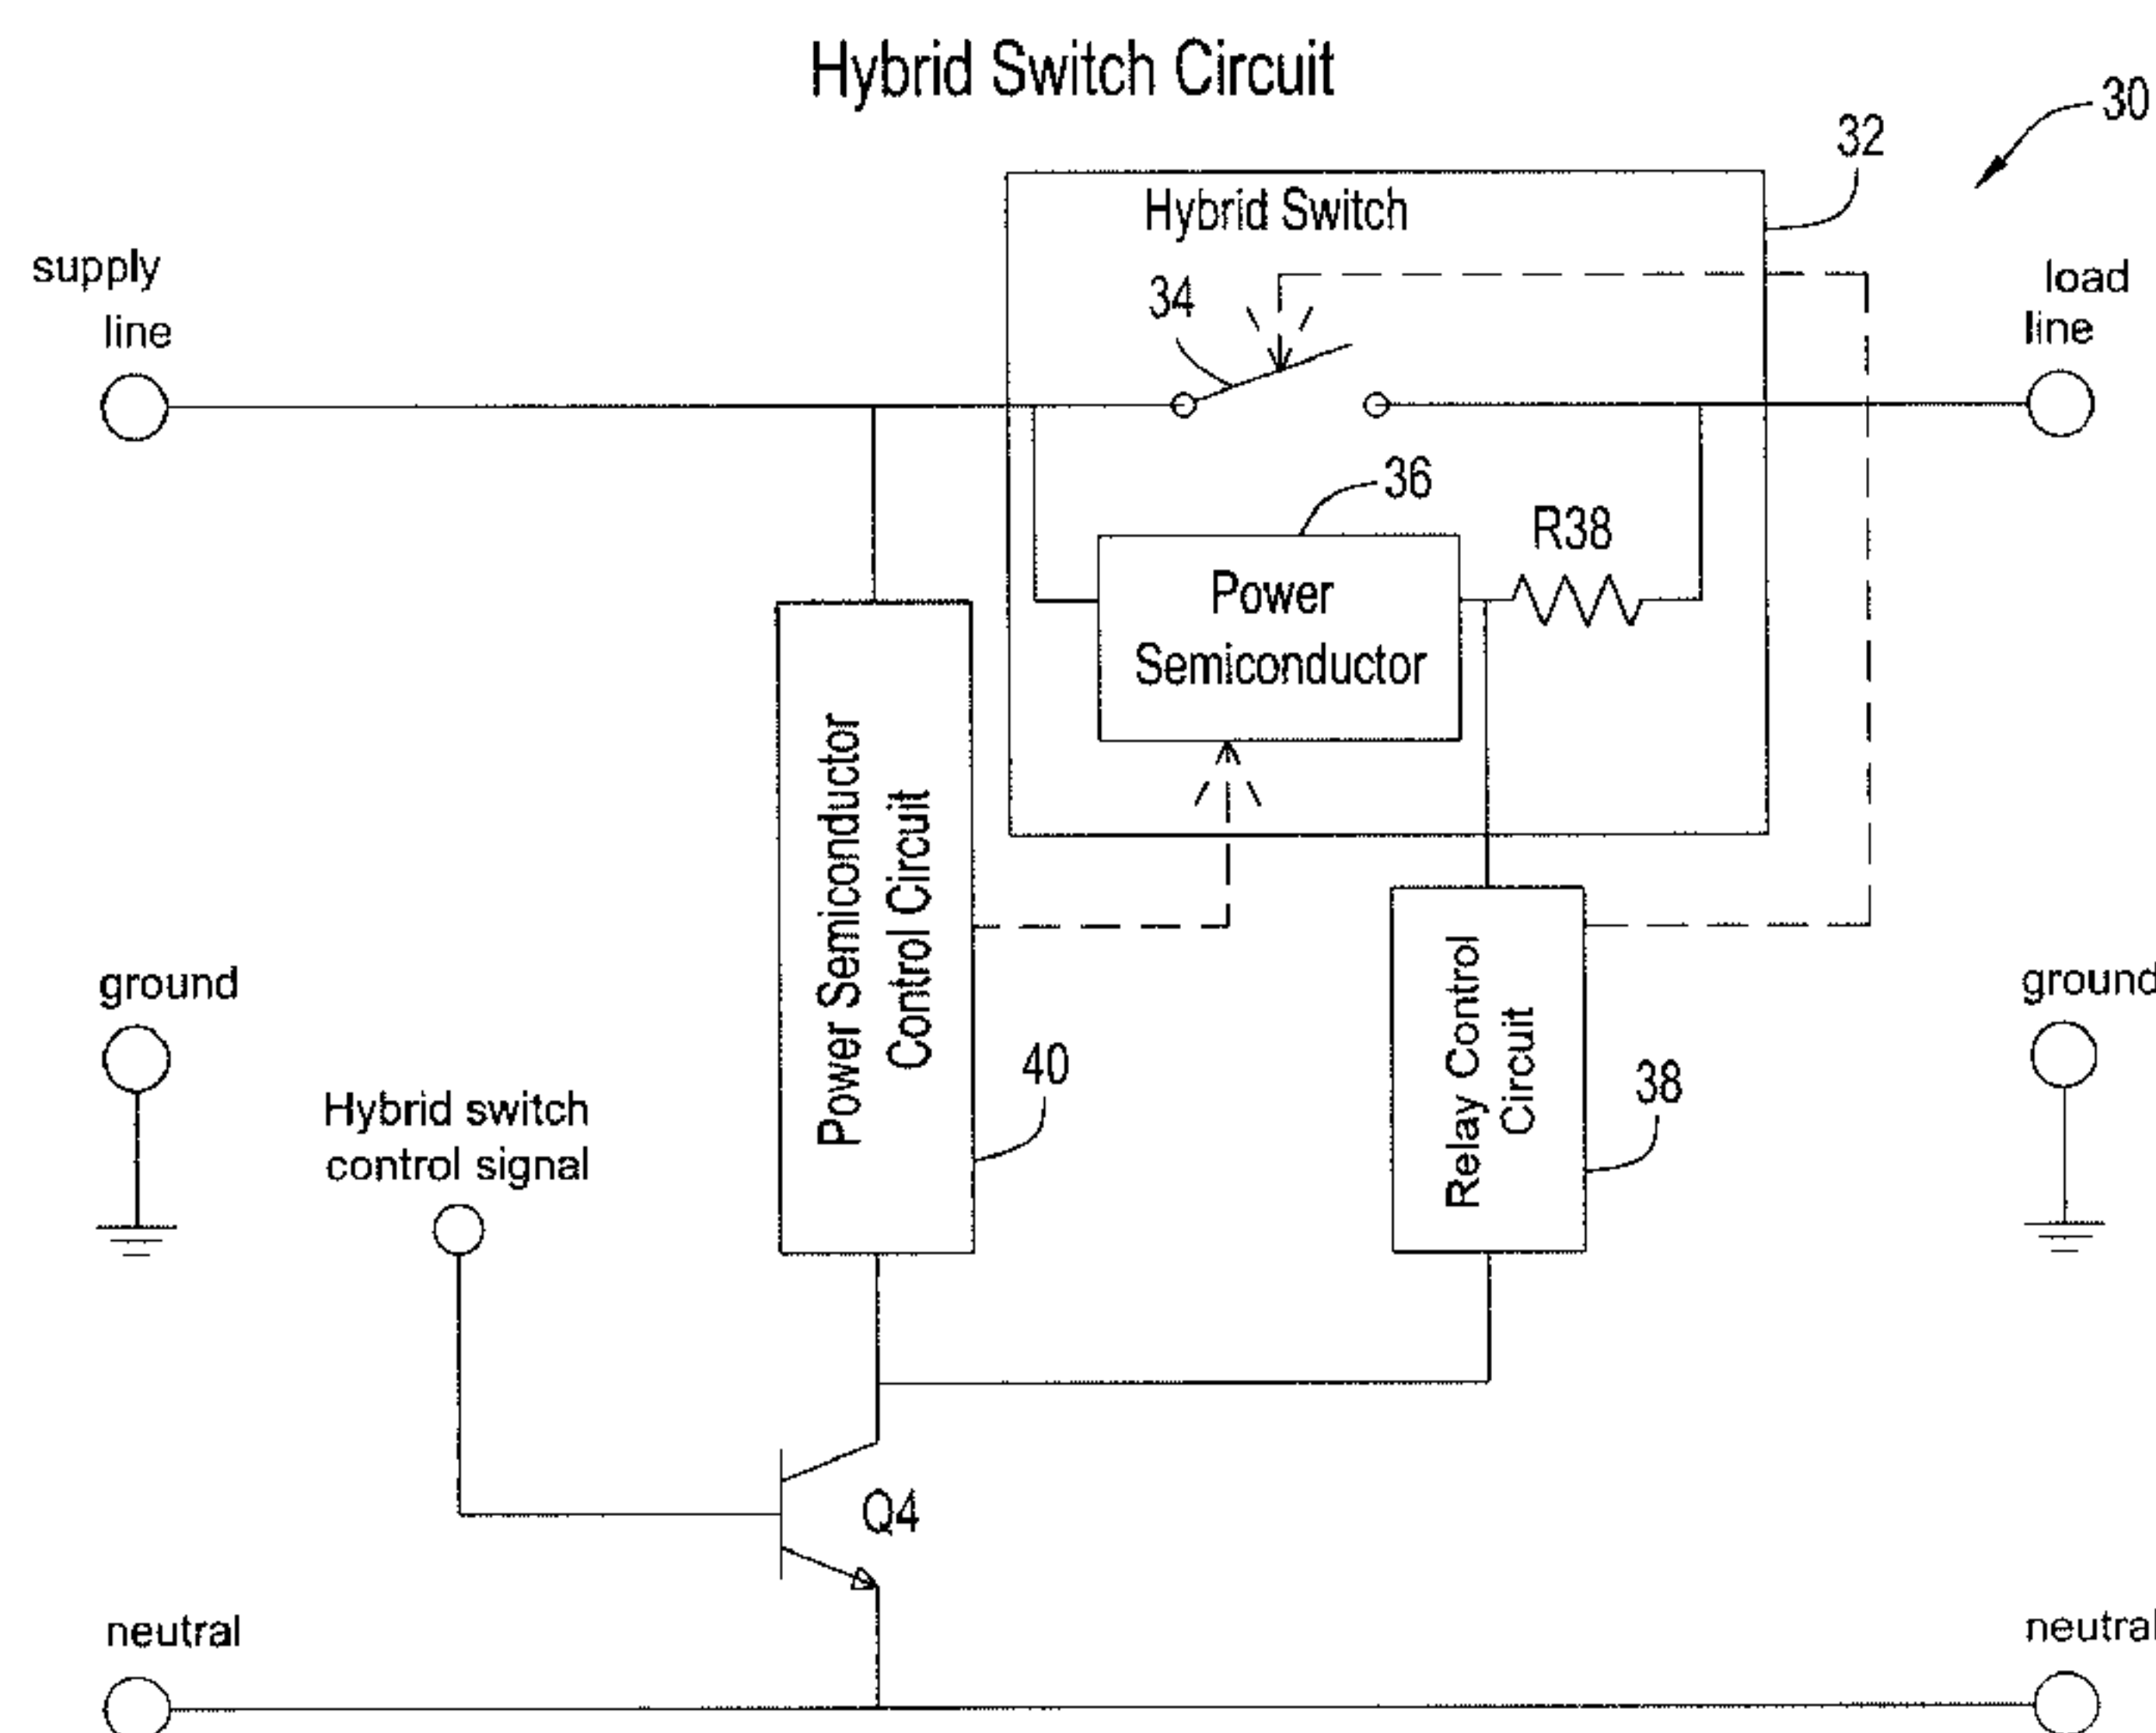 Hybrid Switch Circuit
30
32
Hybrid Switch
supply
line
34
load
line
36
R38
Power
Semiconductor
Power Semiconductor
Control Circuit
Relay Control
Circuit
ground
ground
40
38
Hybrid switch
control signal
Q4
neutral
neutral